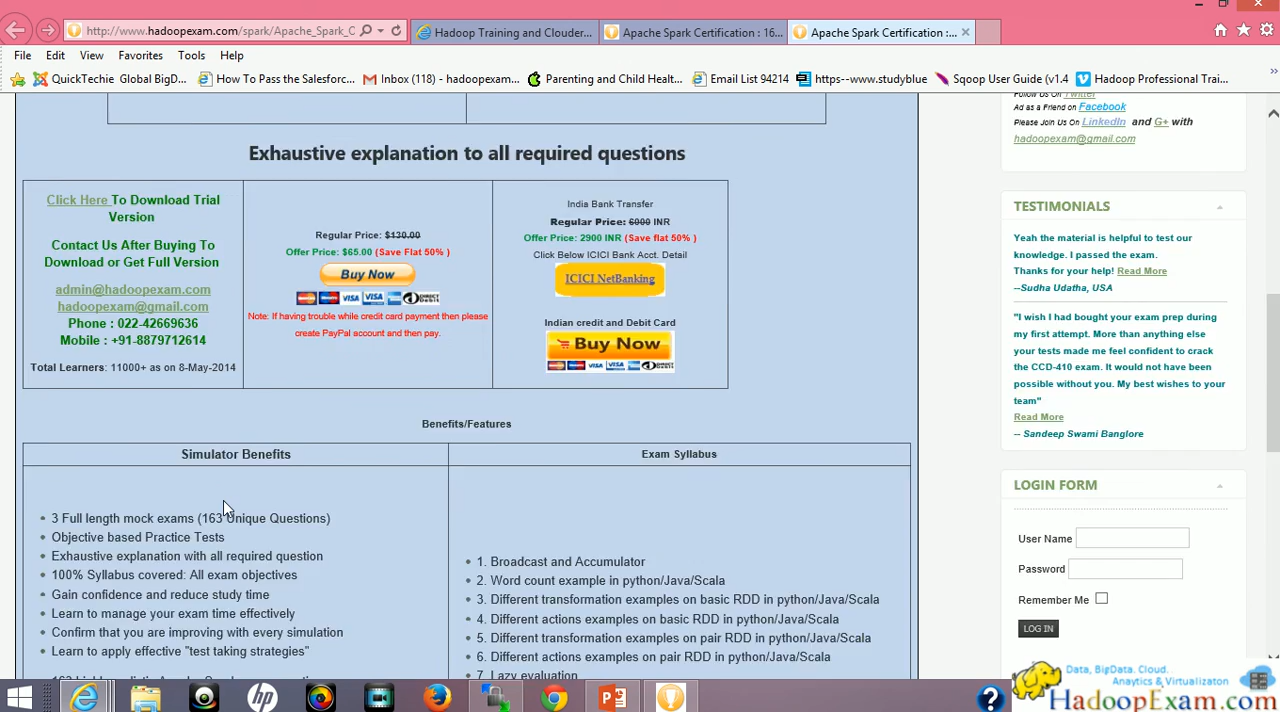 http://www.hadoopexam.com/spark/Apache_Spark_C
Hadoop Training and Clouder...
Apache Spark Certification : 16...
Apache Spark Certification :...
File Edit View Favorites Tools Help
QuickTechie Global BigD...
How To Pass the Salesforc...
Inbox (118) - hadoopexam...
Parenting and Child Healt...
Email List 94214
https--www.studyblue
Sqoop User Guide (v1.4
Hadoop Professional Trai...
Follow Us On Twitter
Ad as a Friend on Facebook
Please Join Us On LinkedIn and G+ with
hadoopexam@gmail.com
Exhaustive explanation to all required questions
Click Here To Download Trial
Version
Contact Us After Buying To
Download or Get Full Version
admin@hadoopexam.com
hadoopexam@gmail.com
Phone : 022-42669636
Mobile : +91-8879712614
Total Learners: 11000+ as on 8-May-2014
Regular Price: $130.00
Offer Price: $65.00 (Save Flat 50% )
Buy Now
Note: If having trouble while credit card payment then please
create PayPal account and then pay.
India Bank Transfer
Regular Price: 6900 INR
Offer Price: 2900 INR (Save flat 50% )
Click Below ICICI Bank Acct. Detail
ICICI NetBanking
Indian credit and Debit Card
Buy Now
TESTIMONIALS
Yeah the material is helpful to test our
knowledge. I passed the exam.
Thanks for your help! Read More
--Sudha Udatha, USA
"I wish I had bought your exam prep during
my first attempt. More than anything else
your tests made me feel confident to crack
the CCD-410 exam. It would not have been
possible without you. My best wishes to your
team"
Read More
-- Sandeep Swami Banglore
Benefits/Features
Simulator Benefits
3 Full length mock exams (163 Unique Questions)
Objective based Practice Tests
Exhaustive explanation with all required question
100% Syllabus covered: All exam objectives
Gain confidence and reduce study time
Learn to manage your exam time effectively
Confirm that you are improving with every simulation
Learn to apply effective "test taking strategies"
Exam Syllabus
1. Broadcast and Accumulator
2. Word count example in python/Java/Scala
3. Different transformation examples on basic RDD in python/Java/Scala
4. Different actions examples on basic RDD in python/Java/Scala
5. Different transformation examples on pair RDD in python/Java/Scala
6. Different actions examples on pair RDD in python/Java/Scala
7. Lazy evaluation
LOGIN FORM
User Name
Password
Remember Me
LOG IN
Data, BigData. Cloud.
Anaytics & Virtualizaton
HadoopExam.com